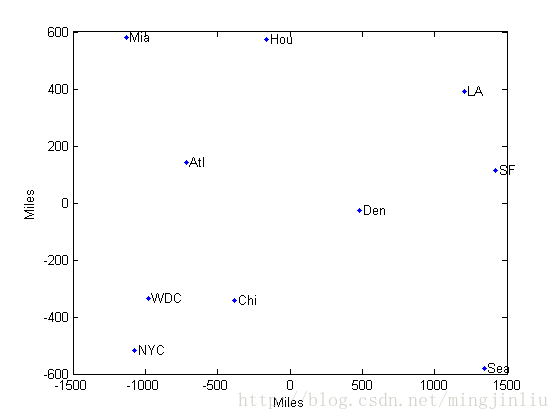 600
Mia
Hou
400
LA
200
Atl
SF
Miles
0
Den
-200
WDC
Chi
-400
NYC
Sea
-600
-1500
-1000
-500
0
500
1000
1500
Miles
http://blog.csdn.net/mingjinliu